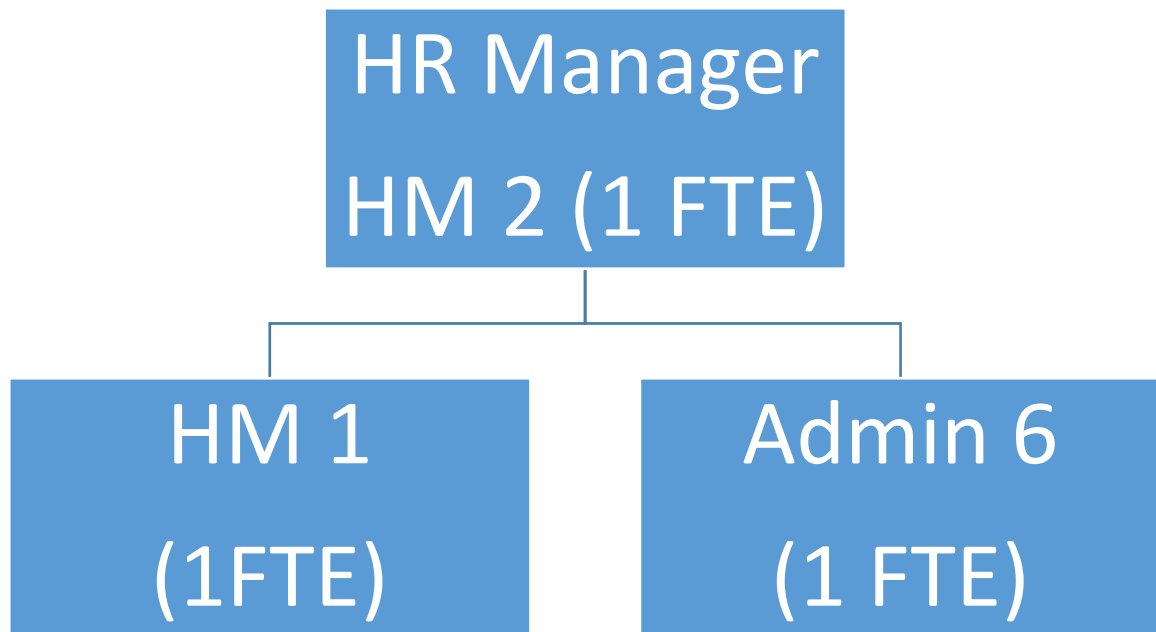 HR Manager
HM 2 (1 FTE)
HM 1
(1FTE)
Admin 6
(1 FTE)